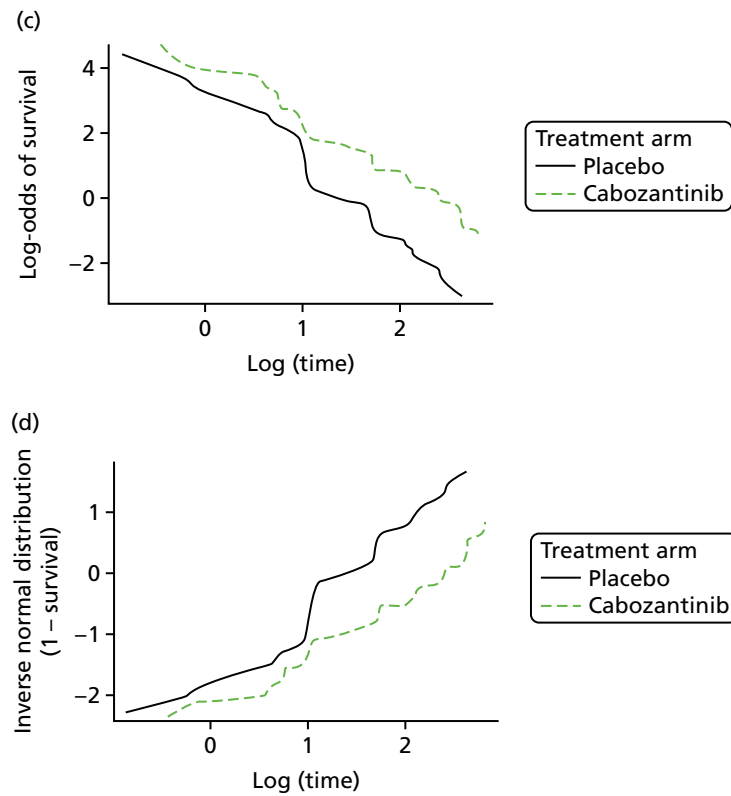 (c)
Log-odds of survival
4
2
0
−2
0 1 2
Log (time)
Treatment arm
Placebo
Cabozantinib
(d)
Inverse normal distribution
(1 – survival)
1
0
−1
−2
0 1 2
Log (time)
Treatment arm
Placebo
Cabozantinib